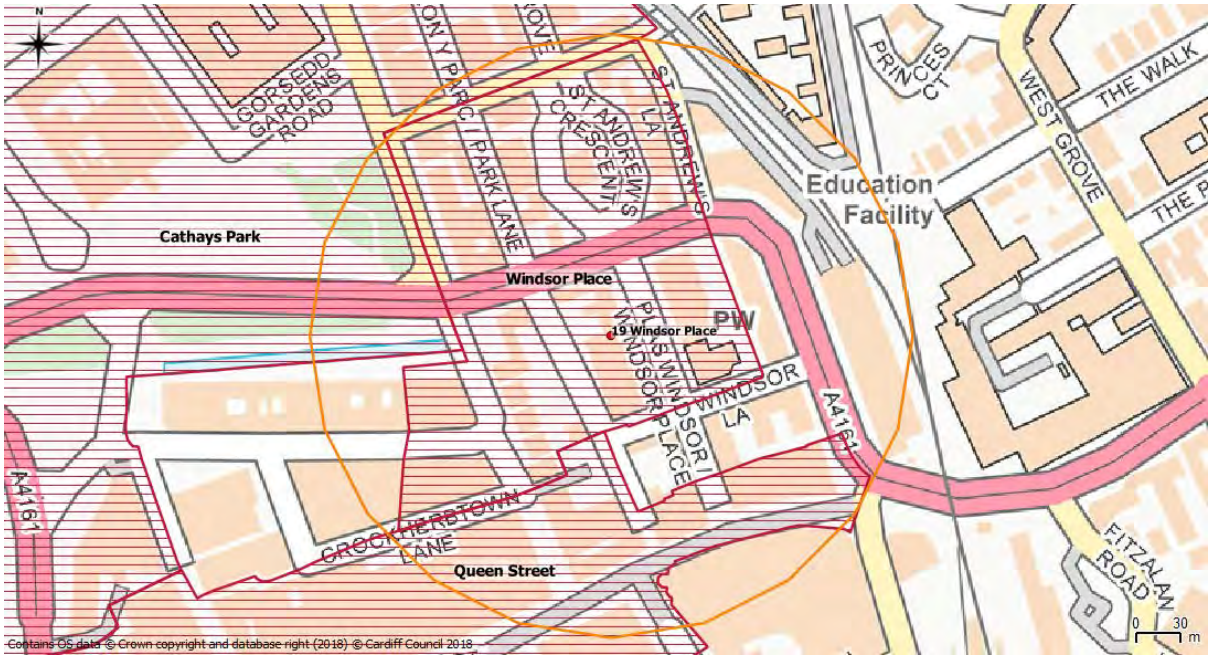 N
GORSEDD
GARDENS
ROAD
ON Y PARC / PARK LANE
ROVE
ST ANDREW'S
CRESCENT
ST ANDREW'S
LA
PRINCES
CT
WEST GROVE
THE WALK
THE P
Education
Facility
Cathays Park
Windsor Place
19 Windsor Place
PW
PLAS WINDSOR /
WINDSOR PLACE
WINDSOR
LA
A4161
A4161
CROCKHERBTOWN
LANE
Queen Street
FITZALAN
ROAD
0 30
m
Contains OS data © Crown copyright and database right (2018) © Cardiff Council 2018